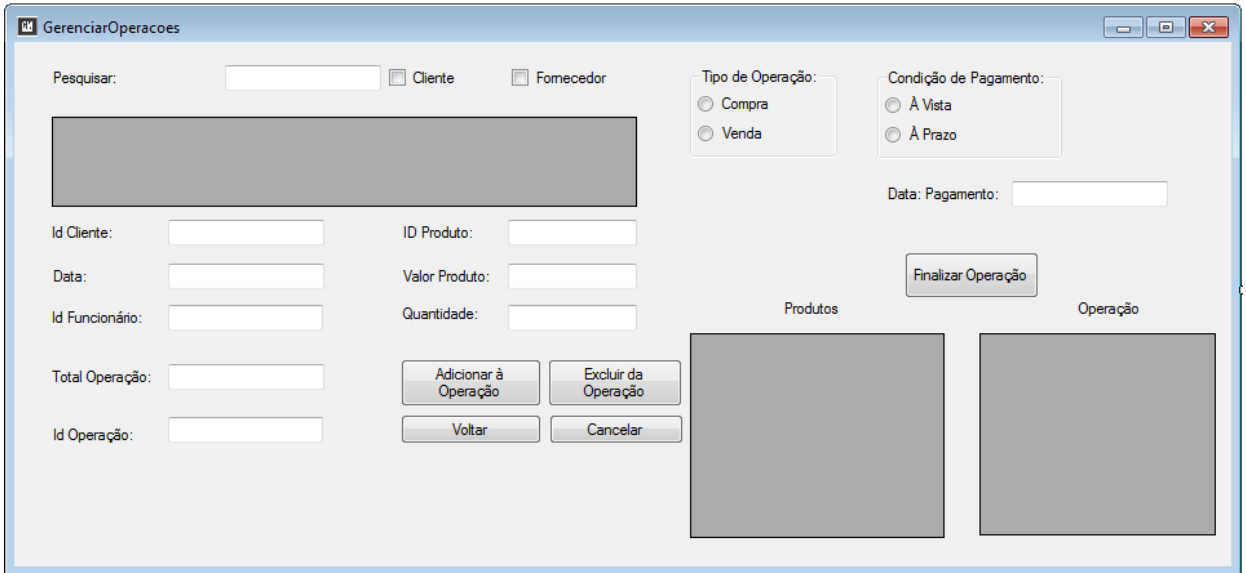 GerenciarOperacoes
Pesquisar:
Cliente
Fornecedor
Tipo de Operação:
Compra
Venda
Condição de Pagamento:
À Vista
À Prazo
Data: Pagamento:
Id Cliente:
ID Produto:
Data:
Valor Produto:
Id Funcionário:
Quantidade:
Finalizar Operação
Produtos
Operação
Total Operação:
Adicionar à
Operação
Excluir da
Operação
Id Operação:
Voltar
Cancelar